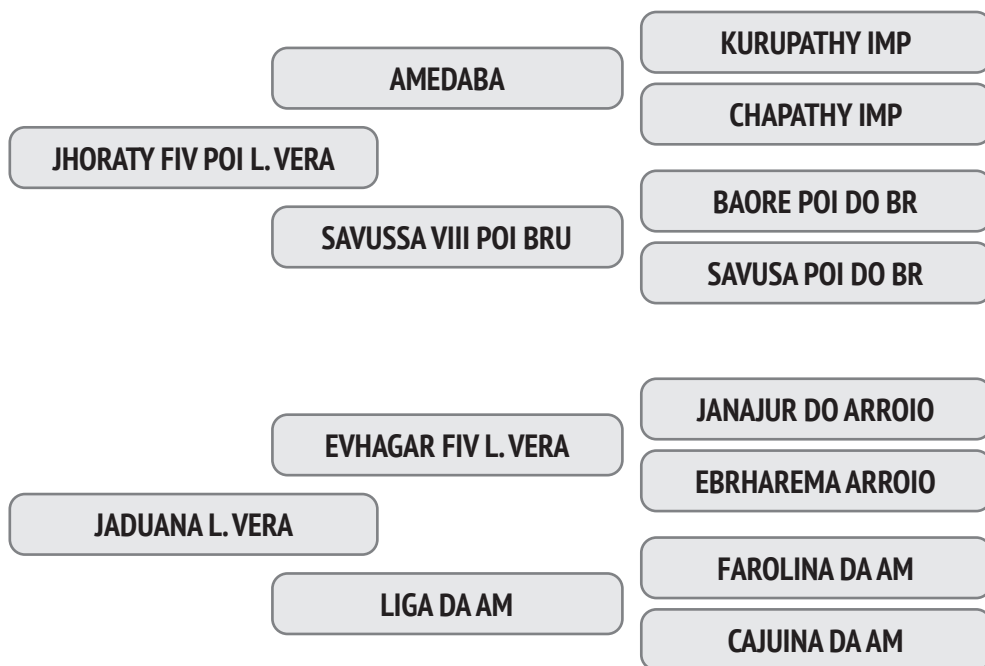 KURUPATHY IMP
AMEDABA
CHAPATHY IMP
JHORATY FIV POI L. VERA
BAORE POI DO BR
SAVUSSA VIII POI BRU
SAVUSA POI DO BR
JANAJUR DO ARROIO
EVHAGAR FIV L. VERA
EBRHAREMA ARROIO
JADUANA L. VERA
FAROLINA DA AM
LIGA DA AM
CAJUINA DA AM